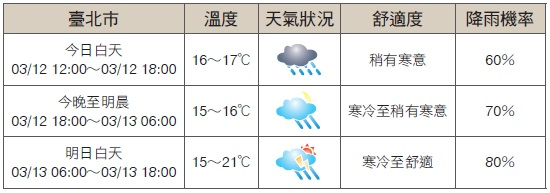 臺北市 溫度 天氣狀況 舒適度 降雨機率
今日白天
03/12 12:00～03/12 18:00 16～17℃ 稍有寒意 60%
今晚至明晨
03/12 18:00～03/13 06:00 15～16℃ 寒冷至稍有寒意 70%
明日白天
03/13 06:00～03/13 18:00 15～21℃ 寒冷至舒適 80%